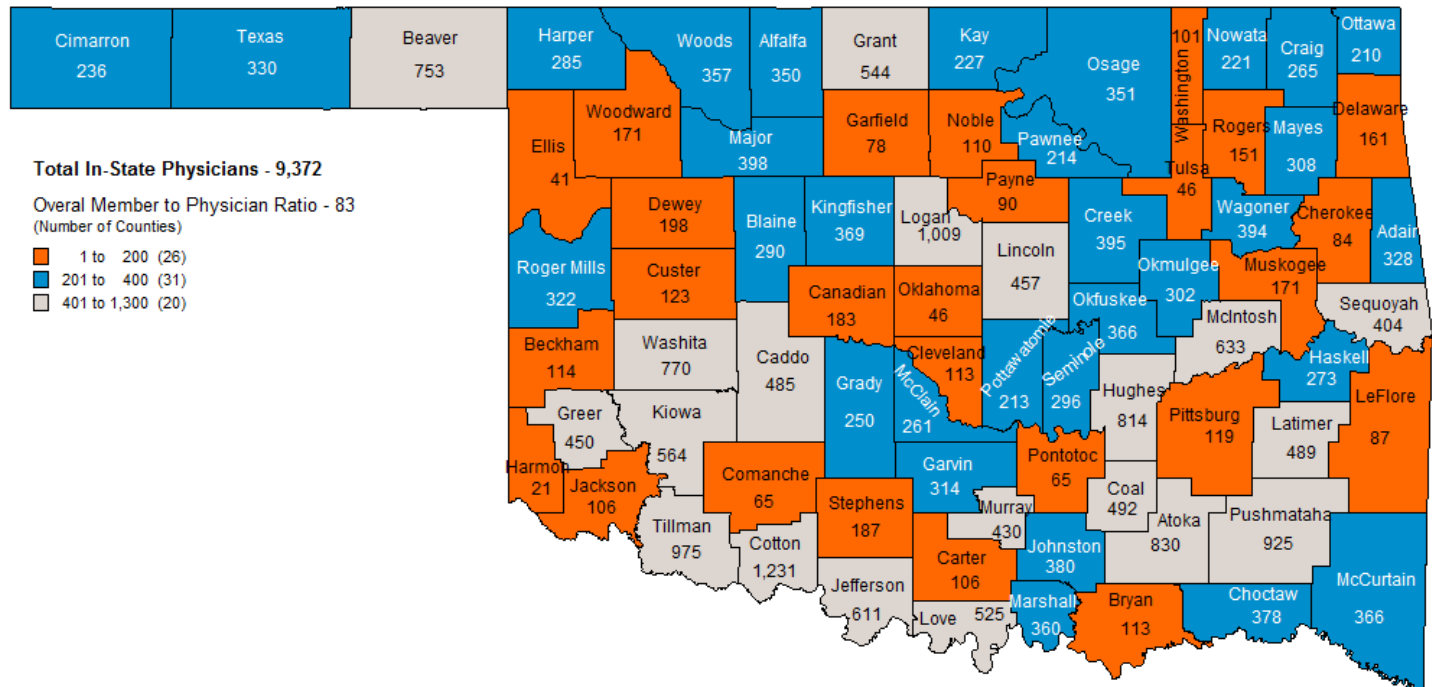 Cimarron
236
Texas
330
Beaver
753
Harper
285
Woods
357
Alfalfa
350
Grant
544
Kay
227
Osage
351
Washington
101
Nowata
221
Craig
265
Ottawa
210
Ellis
41
Woodward
171
Major
398
Garfield
78
Noble
110
Pawnee
214
Tulsa
46
Rogers
151
Mayes
308
Delaware
161
Total In-State Physicians - 9,372
Overal Member to Physician Ratio - 83
(Number of Counties)
1 to 200 (26)
201 to 400 (31)
401 to 1,300 (20)
Dewey
198
Blaine
290
Kingfisher
369
Logan
1,009
Payne
90
Lincoln
457
Creek
395
Wagoner
394
Cherokee
84
Adair
328
Roger Mills
322
Custer
123
Canadian
183
Oklahoma
46
Okfuskee
366
Okmulgee
302
Muskogee
171
Sequoyah
404
Beckham
114
Washita
770
Caddo
485
Grady
250
McClain
261
Cleveland
113
Pottawatomie
213
Seminole
296
Hughes
814
McIntosh
633
Haskell
273
Pittsburg
119
Latimer
489
LeFlore
87
Greer
450
Kiowa
564
Harmon
21
Jackson
106
Comanche
65
Stephens
187
Garvin
314
Murray
430
Pontotoc
65
Coal
492
Atoka
830
Pushmataha
925
Tillman
975
Cotton
1,231
Jefferson
611
Carter
106
Love
525
Johnston
380
Marshall
360
Bryan
113
Choctaw
378
McCurtain
366